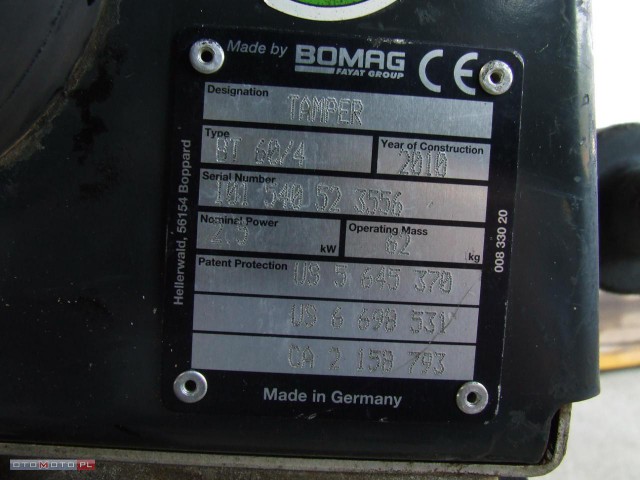 Made by BOMAG
FAYAT GROUP
CE
Designation
TAMPER
Type
BT 60/4
Year of Construction
2010
Serial Number
101 540 52 3556
Nominal Power
kW
Operating Mass
62
kg
Patent Protection
US 5 645 370
US 6 698 531
CA 2 158 793
Made in Germany
Hellerwald, 56154 Boppard
008 330 20
OTOMOTO.PL